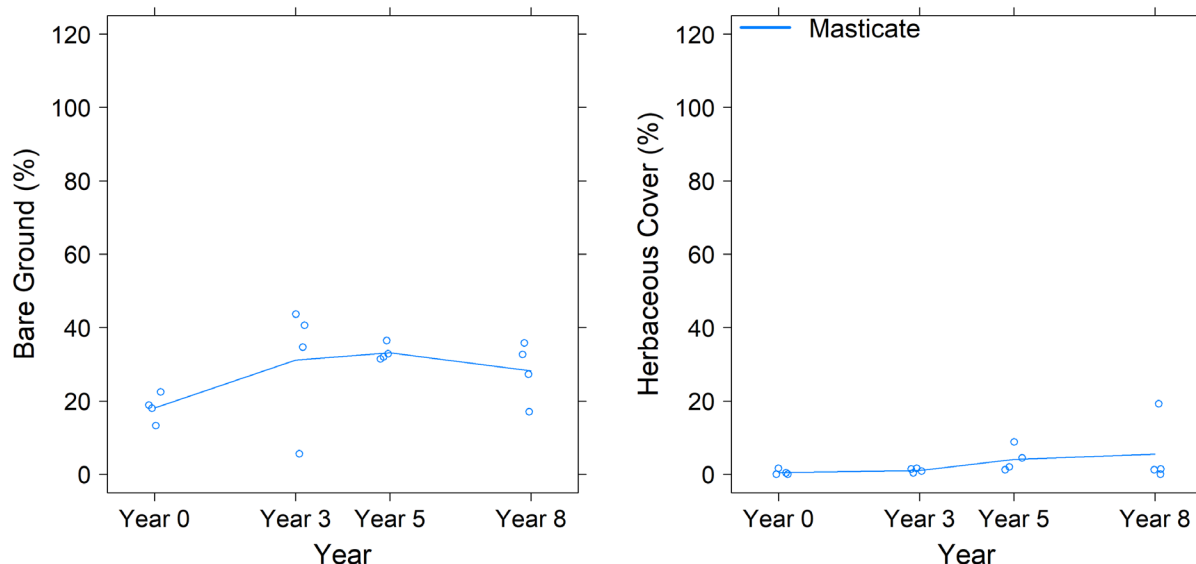 Bare Ground (%)
120
100
80
60
40
20
0
Year 0
Year 3
Year 5
Year 8
Year
Herbaceous Cover (%)
120
100
80
60
40
20
0
Masticate
Year 0
Year 3
Year 5
Year 8
Year